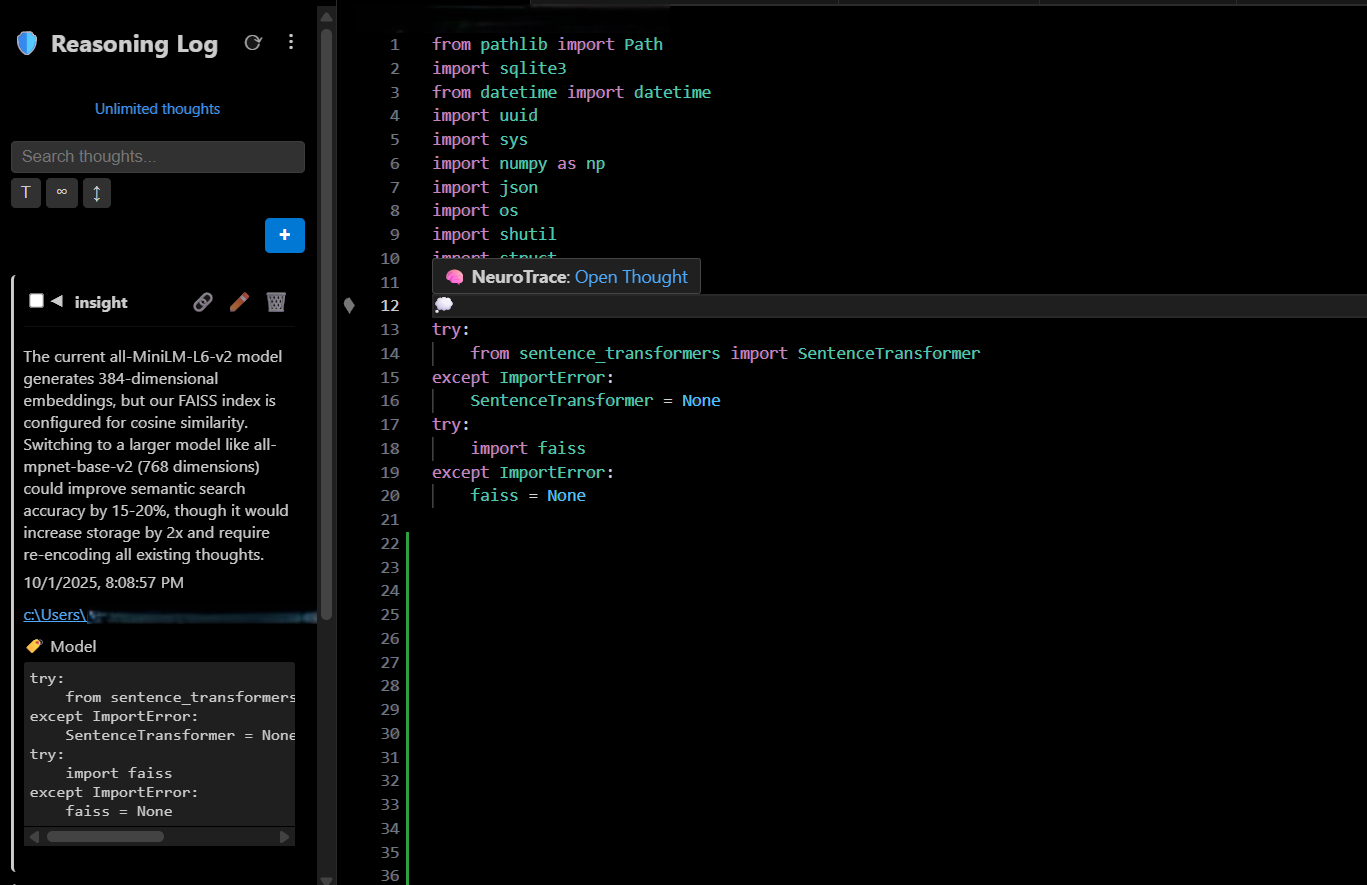 Reasoning Log
Unlimited thoughts
Search thoughts...
T ∞ ↕
+
insight
The current all-MiniLM-L6-v2 model
generates 384-dimensional
embeddings, but our FAISS index is
configured for cosine similarity.
Switching to a larger model like all-
mpnet-base-v2 (768 dimensions)
could improve semantic search
accuracy by 15-20%, though it would
increase storage by 2x and require
re-encoding all existing thoughts.
10/1/2025, 8:08:57 PM
c:\Users\
Model
try:
    from sentence_transformers
except ImportError:
    SentenceTransformer = None
try:
    import faiss
except ImportError:
    faiss = None
1 from pathlib import Path
2 import sqlite3
3 from datetime import datetime
4 import uuid
5 import sys
6 import numpy as np
7 import json
8 import os
9 import shutil
10 import struct
NeuroTrace: Open Thought
11
12
13 try:
14     from sentence_transformers import SentenceTransformer
15 except ImportError:
16     SentenceTransformer = None
17 try:
18     import faiss
19 except ImportError:
20     faiss = None
21
22
23
24
25
26
27
28
29
30
31
32
33
34
35
36